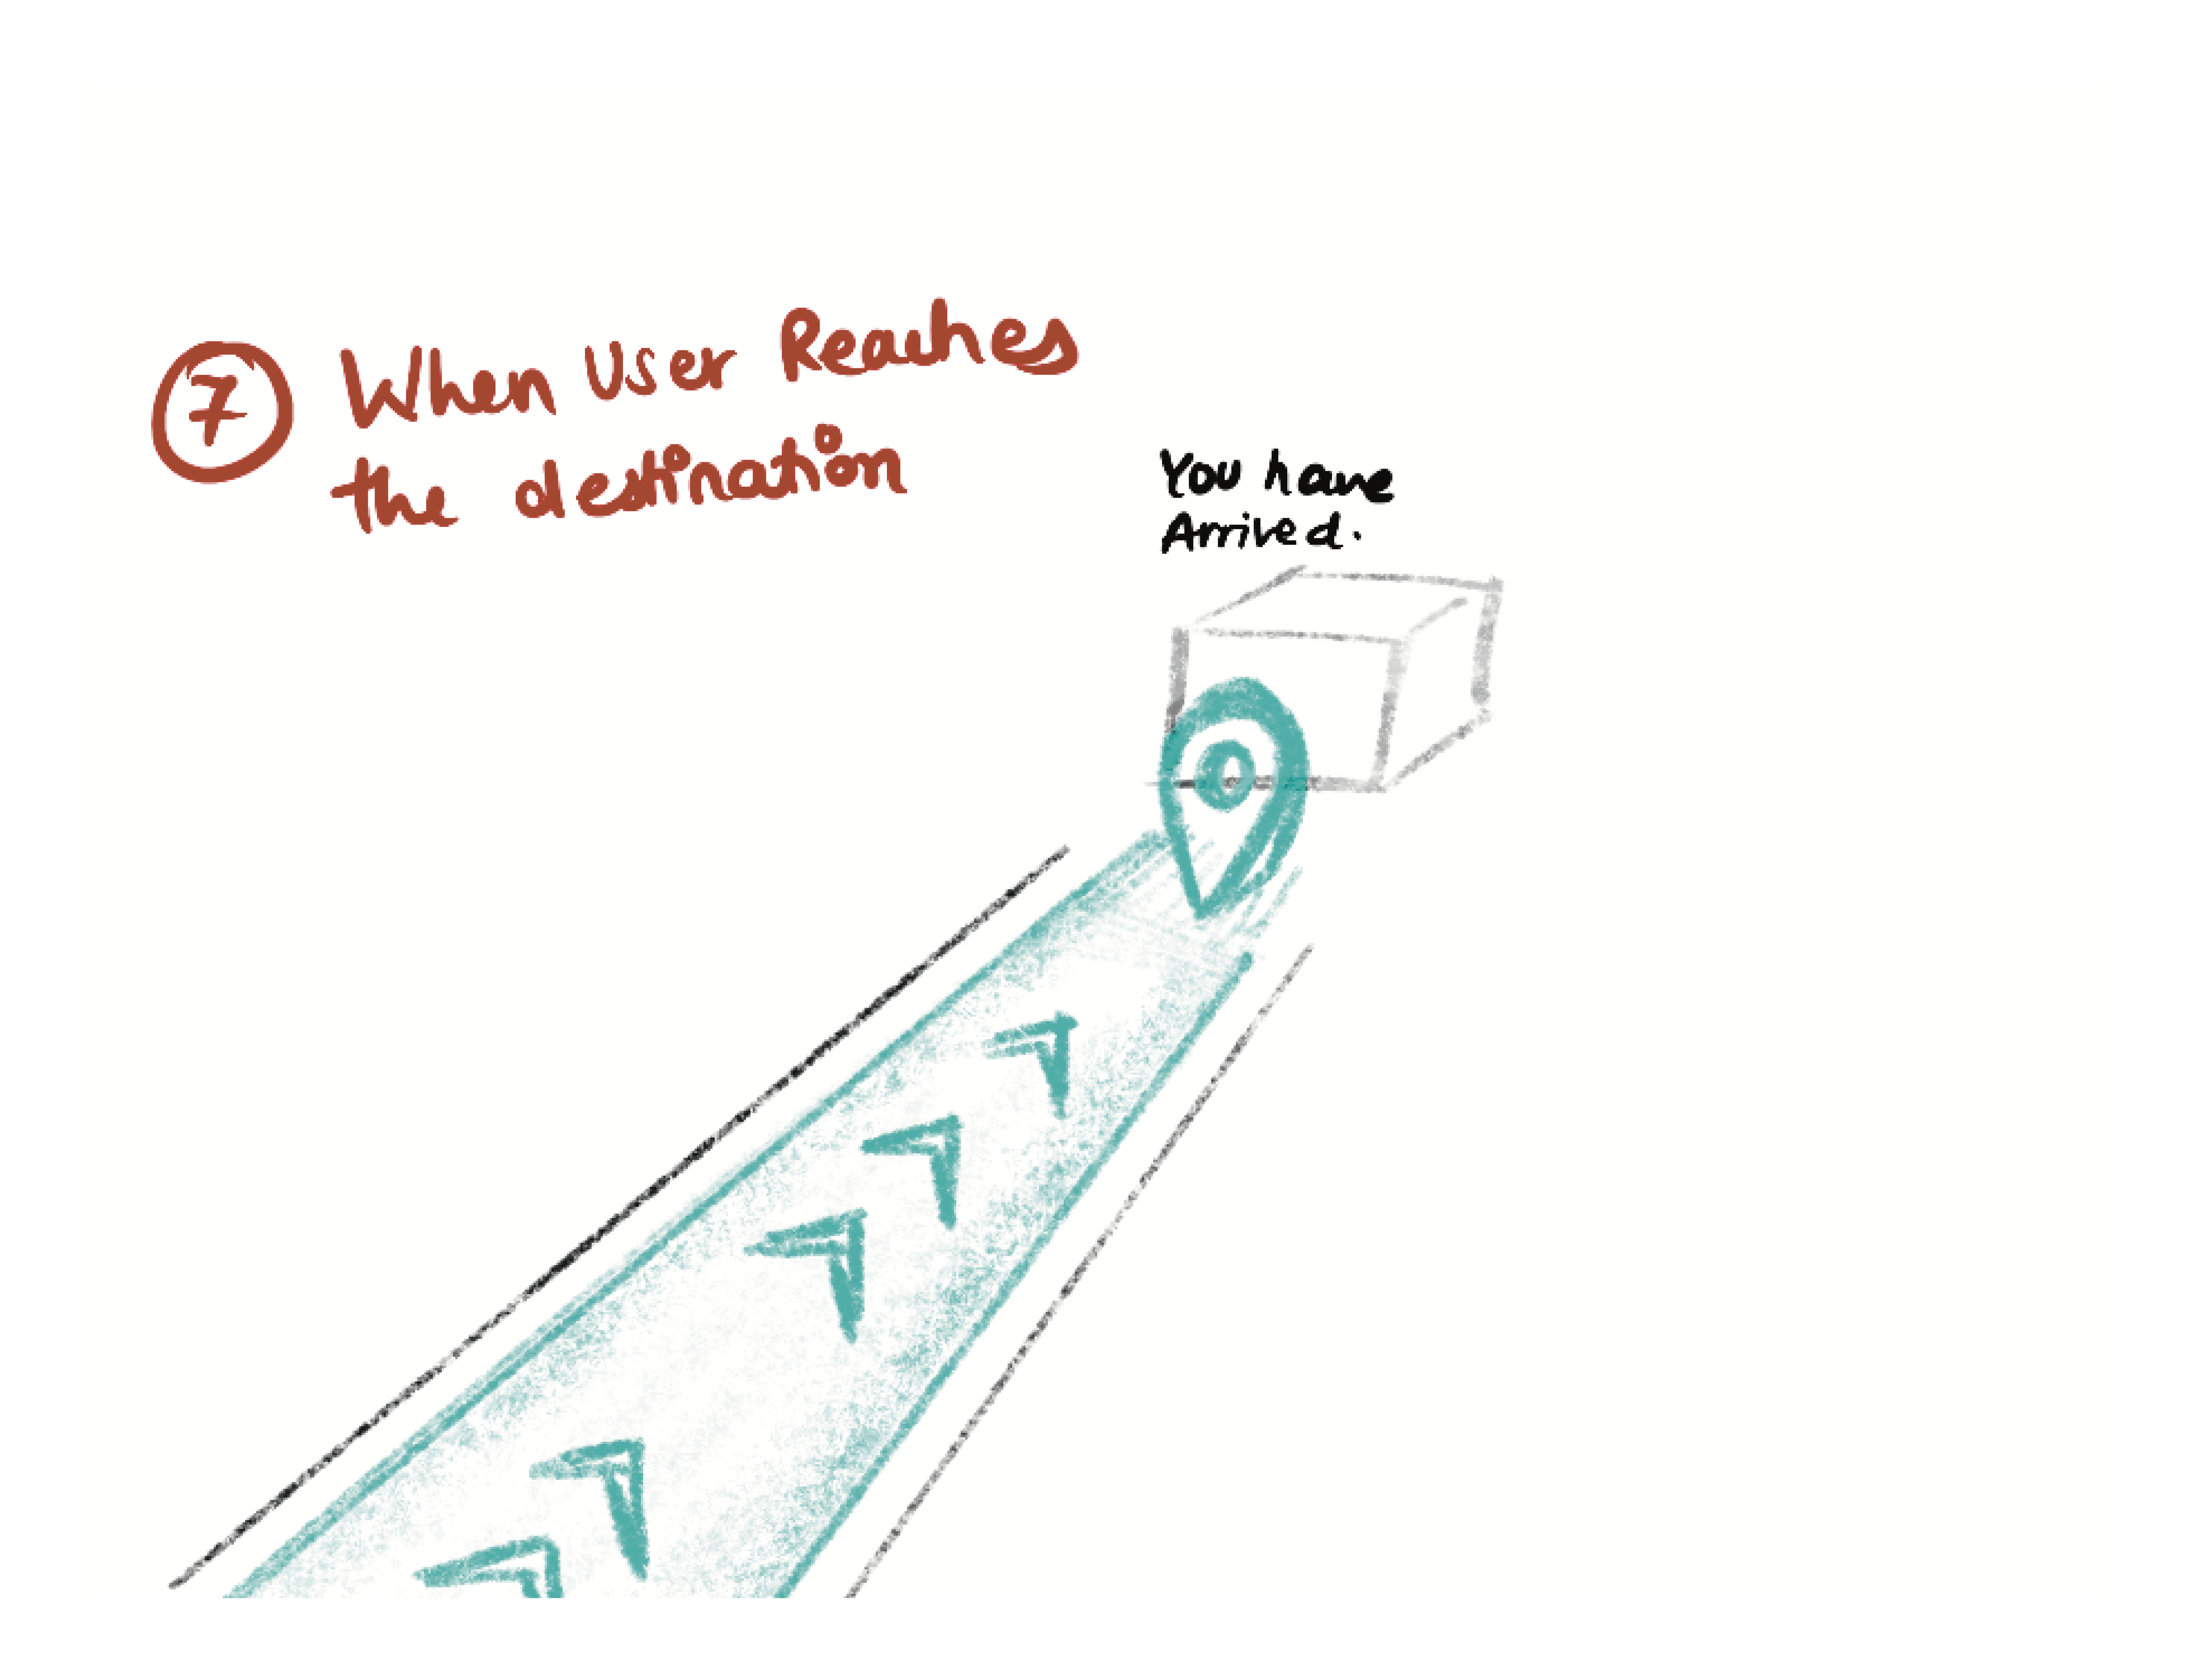 7 When User Reaches
the destination
You have
Arrived.